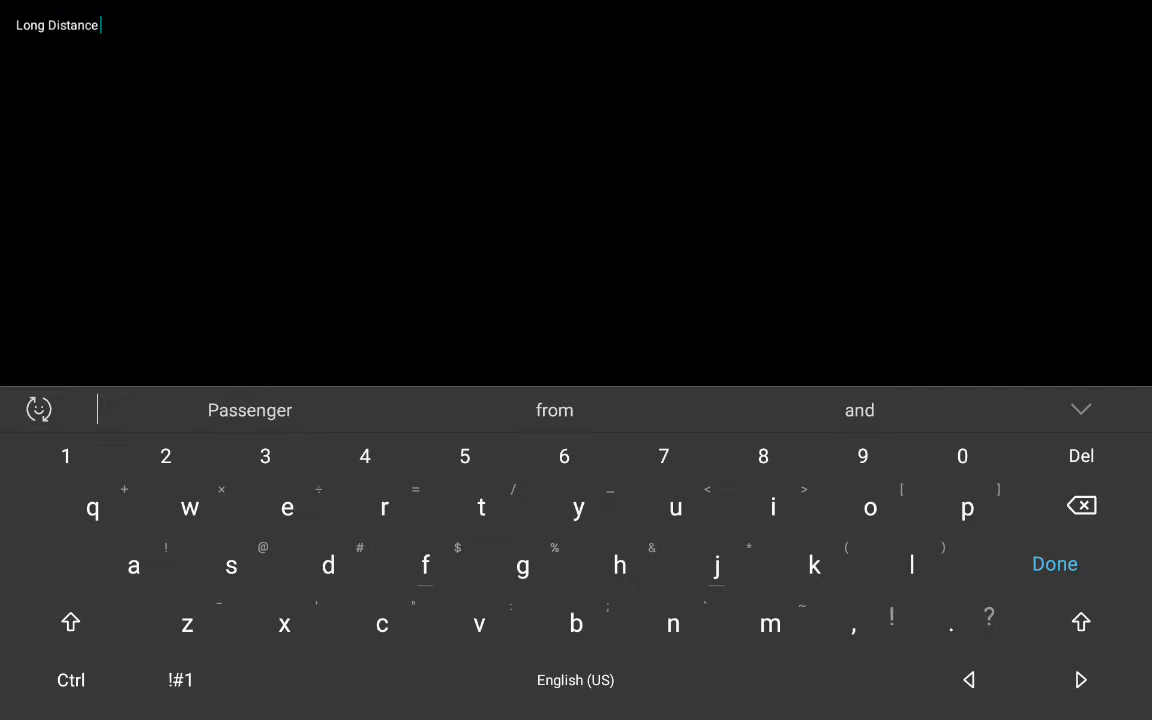 Long Distance
Passenger from and
1 2 3 4 5 6 7 8 9 0 Del
+ × ÷ = / _ < > [ ]
q w e r t y u i o p
! @ # $ % & * ( )
a s d f g h j k l Done
- ' " : ; ` ~ ! ?
z x c v b n m , .
Ctrl !#1 English (US)